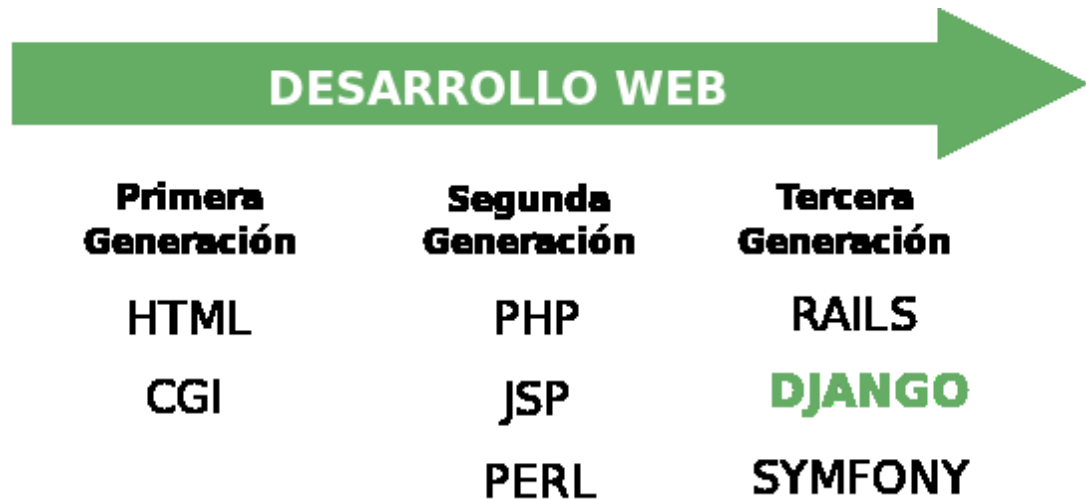 DESARROLLO WEB
Primera
Generación
HTML
CGI
Segunda
Generación
PHP
JSP
PERL
Tercera
Generación
RAILS
DJANGO
SYMFONY